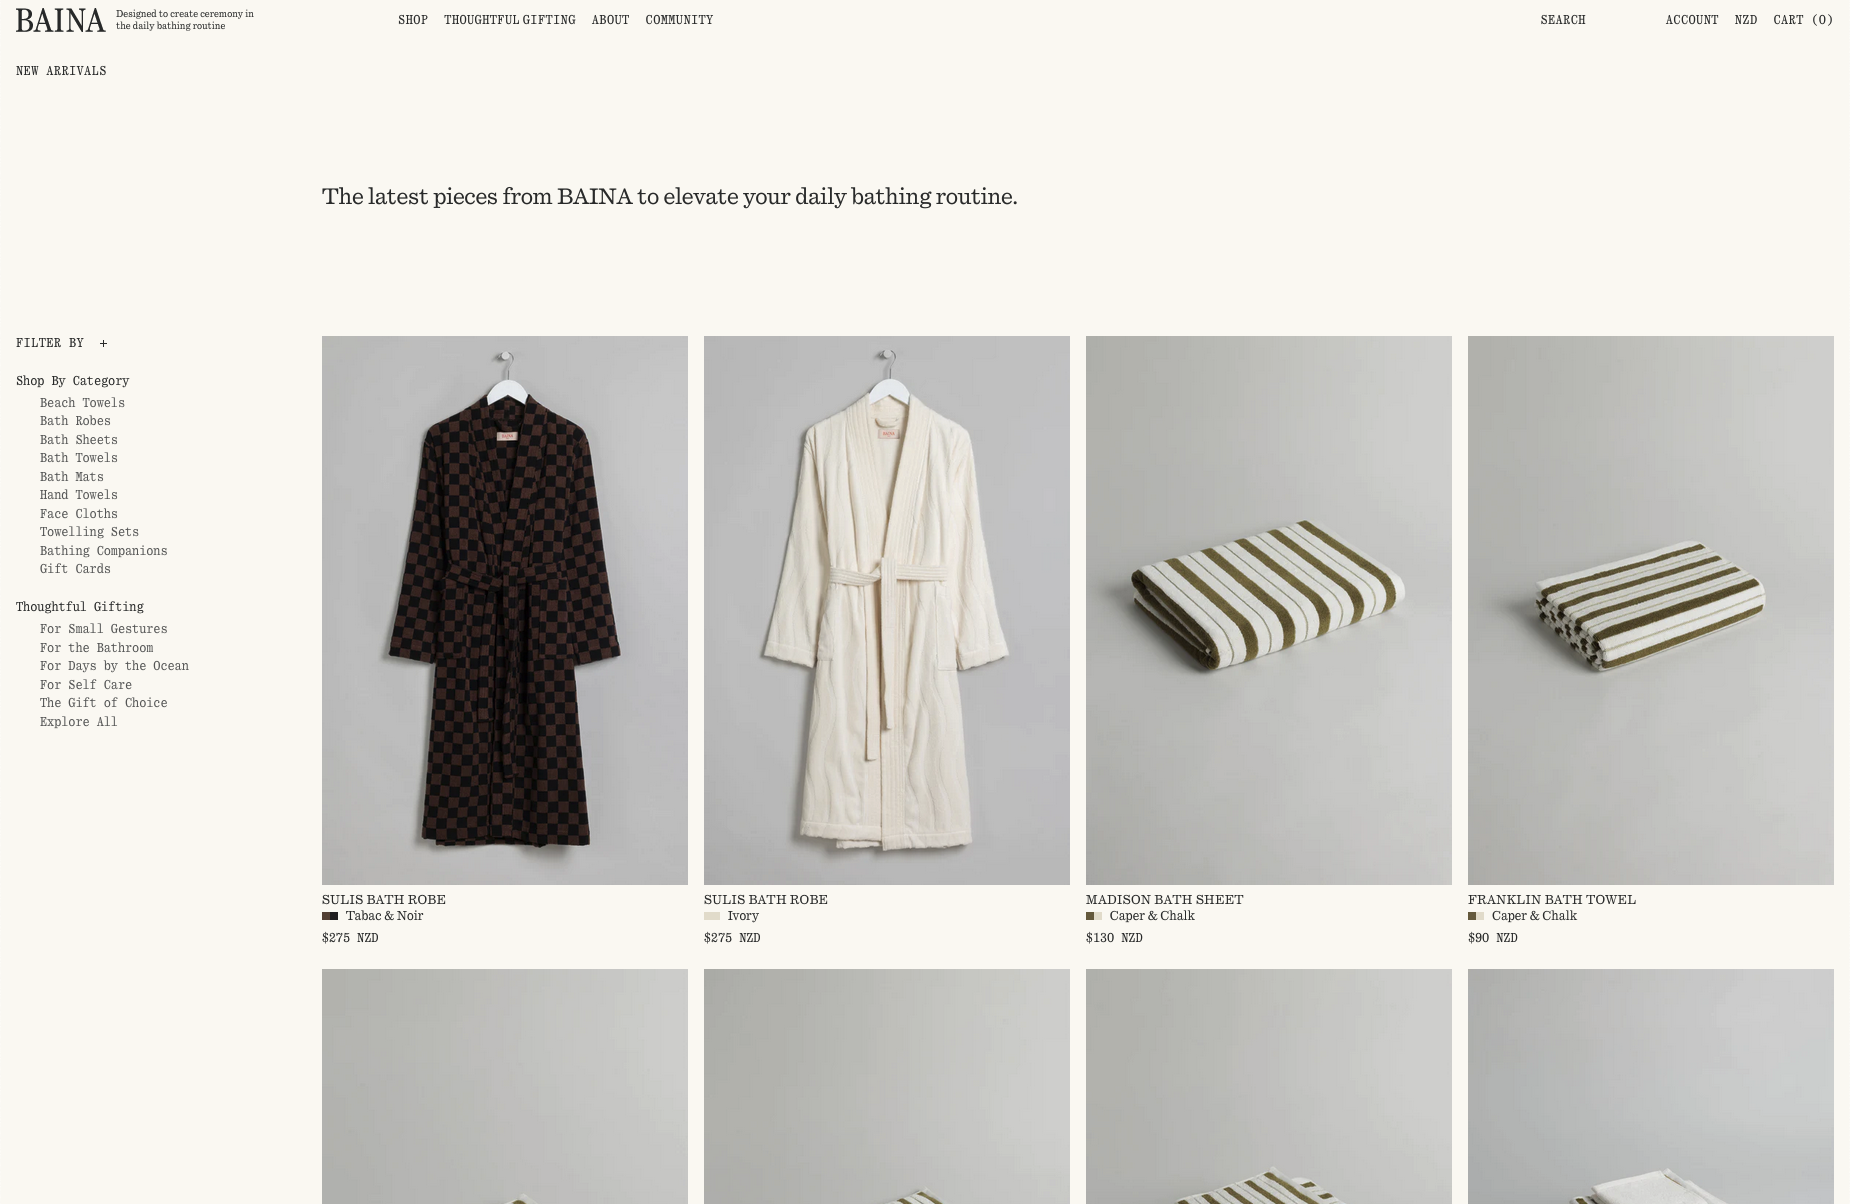 BAINA
Designed to create ceremony in
the daily bathing routine
SHOP THOUGHTFUL GIFTING ABOUT COMMUNITY
SEARCH
ACCOUNT NZD CART (0)
NEW ARRIVALS
The latest pieces from BAINA to elevate your daily bathing routine.
FILTER BY +
Shop By Category
Beach Towels
Bath Robes
Bath Sheets
Bath Towels
Bath Mats
Hand Towels
Face Cloths
Towelling Sets
Bathing Companions
Gift Cards
Thoughtful Gifting
For Small Gestures
For the Bathroom
For Days by the Ocean
For Self Care
The Gift of Choice
Explore All
SULIS BATH ROBE
Tabac & Noir
$275 NZD
SULIS BATH ROBE
Ivory
$275 NZD
MADISON BATH SHEET
Caper & Chalk
$130 NZD
FRANKLIN BATH TOWEL
Caper & Chalk
$90 NZD